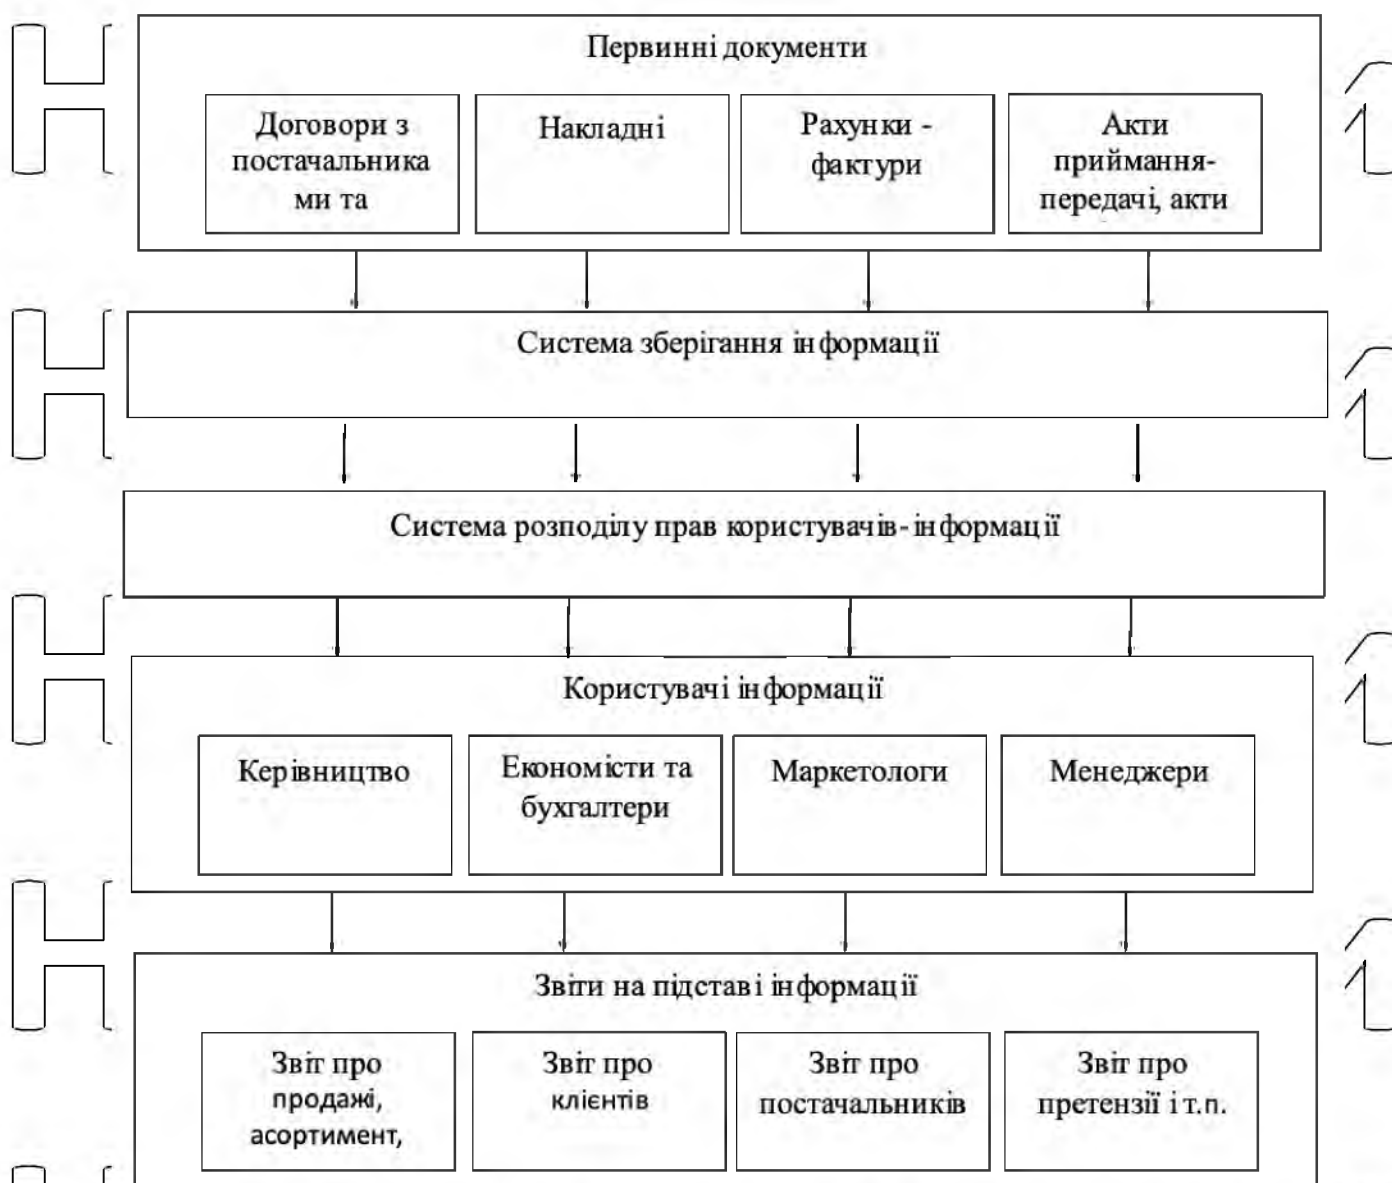 Первинні документи
Договори з
постачальника
ми та
Накладні
Рахунки -
фактури
Акти
приймання-
передачі, акти
Система зберігання інформації
Система розподілу прав користувачів-інформації
Користувачі інформації
Керівництво
Економісти та
бухгалтери
Маркетологи
Менеджери
Звіти на підставі інформації
Звіт про
продажі,
асортимент,
Звіт про
клієнтів
Звіт про
постачальників
Звіт про
претензії і т.п.